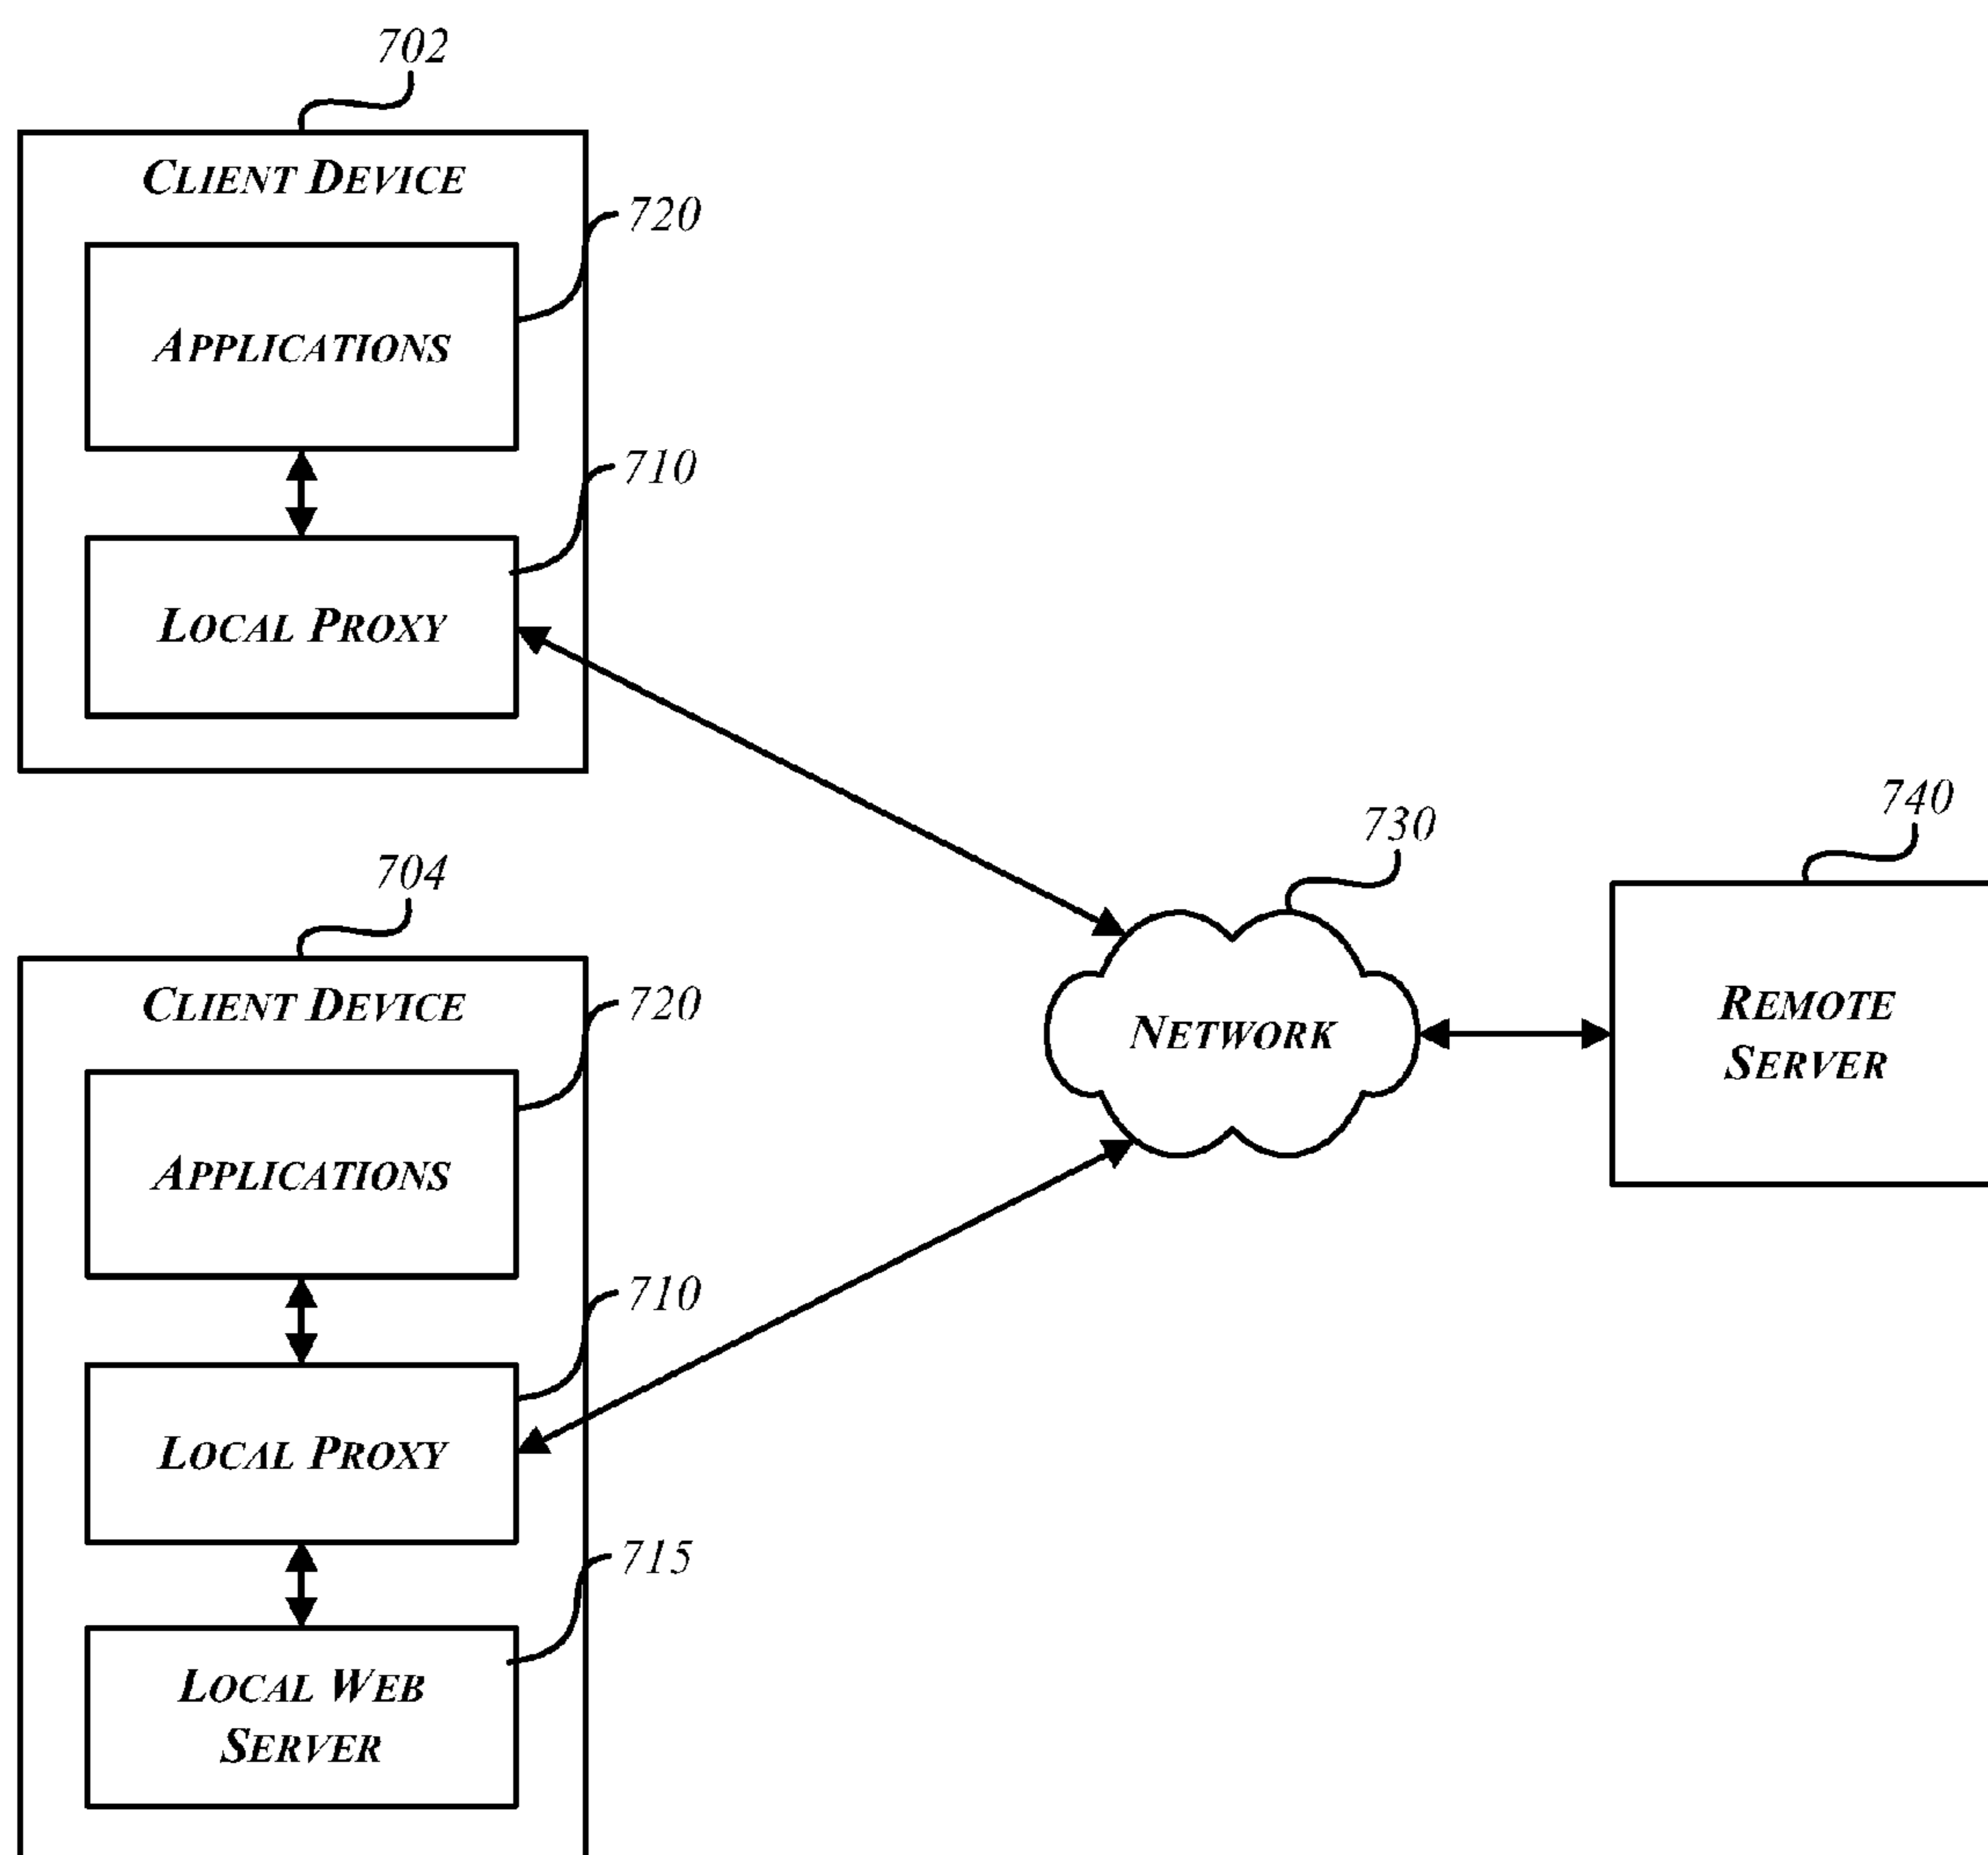 702
CLIENT DEVICE
720
APPLICATIONS
710
LOCAL PROXY
704
CLIENT DEVICE
720
APPLICATIONS
710
LOCAL PROXY
715
LOCAL WEB
SERVER
730
NETWORK
740
REMOTE
SERVER